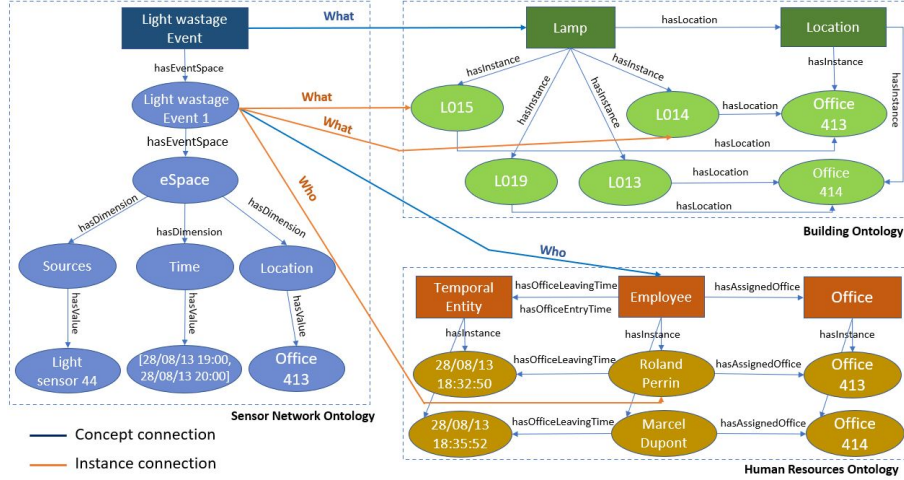 Light wastage
Event
What
Lamp
hasLocation
Location
hasEventSpace
hasInstance
hasInstance
hasInstance
hasInstance
hasInstance
hasInstance
Light wastage
Event 1
What
What
Who
L015
L014
hasLocation
Office
413
hasEventSpace
hasLocation
eSpace
L019
L013
hasLocation
Office
414
hasLocation
hasDimension
hasDimension
hasDimension
Building Ontology
Who
Sources
Time
Location
Temporal
Entity
hasOfficeLeavingTime
hasOfficeEntryTime
Employee
hasAssignedOffice
Office
hasValue
hasValue
hasValue
hasInstance
hasInstance
hasInstance
Light
sensor 44
[28/08/13 19:00,
28/08/13 20:00]
Office
413
28/08/13
18:32:50
hasOfficeLeavingTime
Roland
Perrin
hasAssignedOffice
Office
413
Sensor Network Ontology
28/08/13
18:35:52
hasOfficeLeavingTime
Marcel
Dupont
hasAssignedOffice
Office
414
Concept connection
Instance connection
Human Resources Ontology